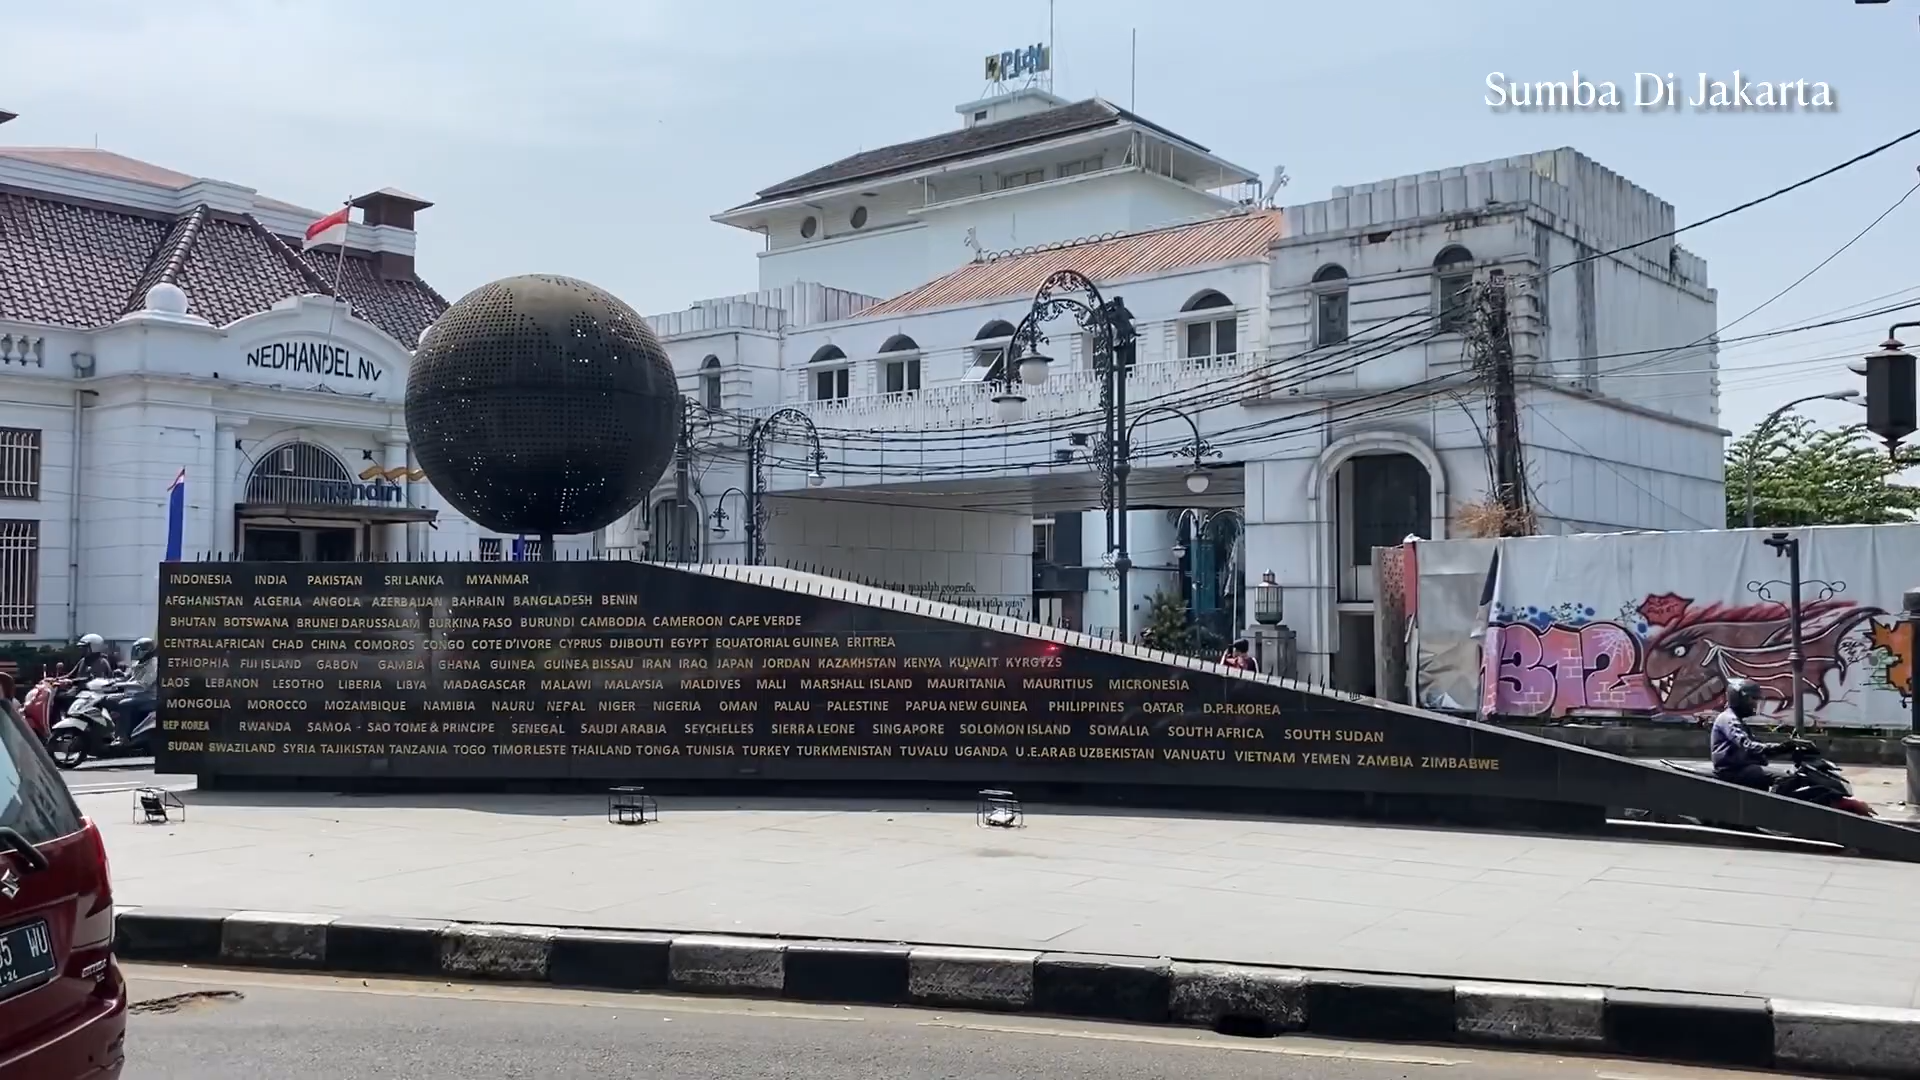 Sumba Di Jakarta
PLN
NEDHANDEL NV
mandiri
INDONESIA INDIA PAKISTAN SRI LANKA MYANMAR
AFGHANISTAN ALGERIA ANGOLA AZERBAIJAN BAHRAIN BANGLADESH BENIN
BHUTAN BOTSWANA BRUNEI DARUSSALAM BURKINA FASO BURUNDI CAMBODIA CAMEROON CAPE VERDE
CENTRAL AFRICAN CHAD CHINA COMOROS CONGO COTE D'IVORE CYPRUS DJIBOUTI EGYPT EQUATORIAL GUINEA ERITREA
ETHIOPHIA FIJI ISLAND GABON GAMBIA GHANA GUINEA GUINEA BISSAU IRAN IRAQ JAPAN JORDAN KAZAKHSTAN KENYA KUWAIT KYRGYZS
LAOS LEBANON LESOTHO LIBERIA LIBYA MADAGASCAR MALAWI MALAYSIA MALDIVES MALI MARSHALL ISLAND MAURITANIA MAURITIUS MICRONESIA
MONGOLIA MOROCCO MOZAMBIQUE NAMIBIA NAURU NEPAL NIGER NIGERIA OMAN PALAU PALESTINE PAPUA NEW GUINEA PHILIPPINES QATAR D.P.R.KOREA
REP KOREA RWANDA SAMOA - SAO TOME & PRINCIPE SENEGAL SAUDI ARABIA SEYCHELLES SIERRA LEONE SINGAPORE SOLOMON ISLAND SOMALIA SOUTH AFRICA SOUTH SUDAN
SUDAN SWAZILAND SYRIA TAJIKISTAN TANZANIA TOGO TIMOR LESTE THAILAND TONGA TUNISIA TURKEY TURKMENISTAN TUVALU UGANDA U.E.ARAB UZBEKISTAN VANUATU VIETNAM YEMEN ZAMBIA ZIMBABWE
masalah geografis,
312
5 WU